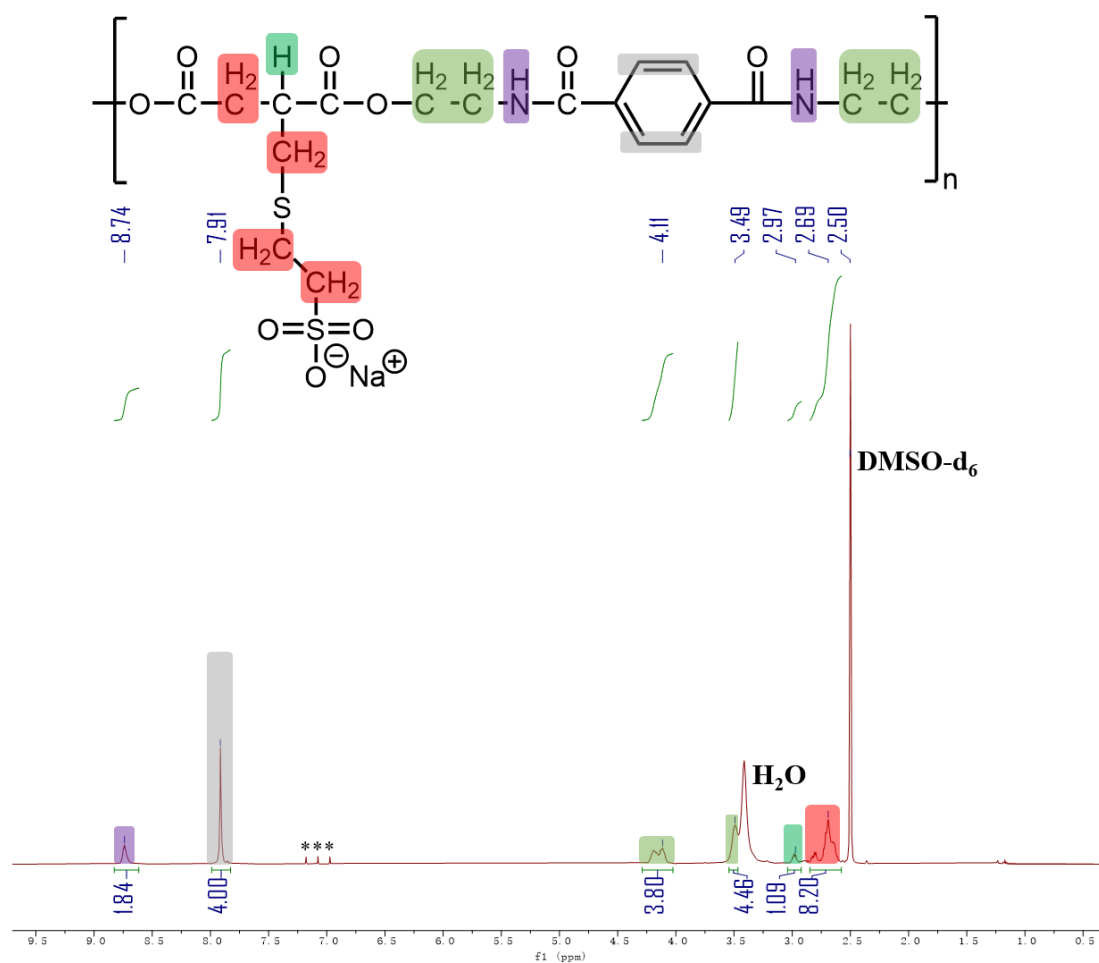 O H H₂ O H₂ H₂ H O O H H₂ H₂
O C C C C O C C N C C N C C
CH₂
n
S
H₂C
CH₂
O=S=O
O⊖Na⊕
8.74 7.91 4.11 3.49 2.97 2.69 2.50
DMSO-d₆
H₂O
***
1.84 4.00 3.80 4.46 1.09 8.20
9.5 9.0 8.5 8.0 7.5 7.0 6.5 6.0 5.5 5.0 4.5 4.0 3.5 3.0 2.5 2.0 1.5 1.0 0.5
f1 (ppm)